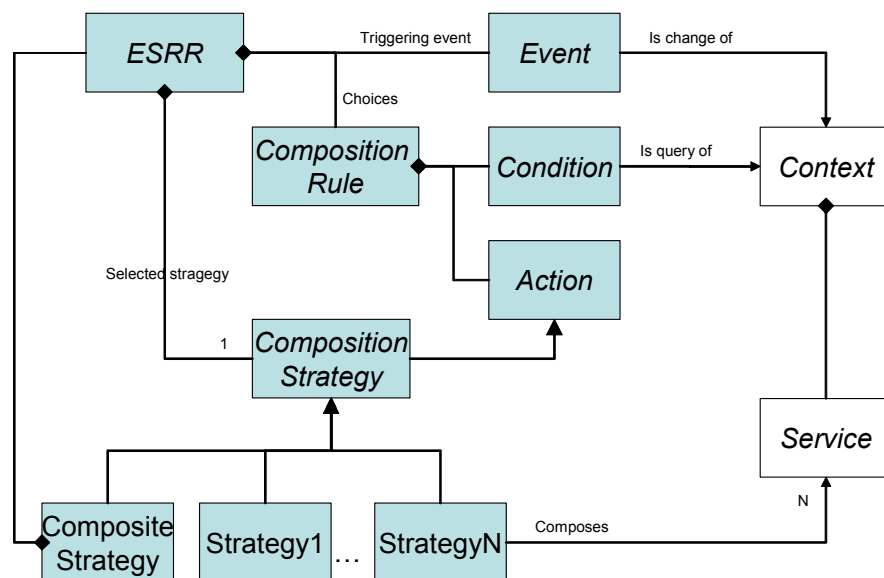 ESRR
Triggering event
Event
Is change of
Choices
Composition
Rule
Condition
Is query of
Context
Selected stragegy
Action
1
Composition
Strategy
Service
N
Composite
Strategy
Strategy1
...
StrategyN
Composes